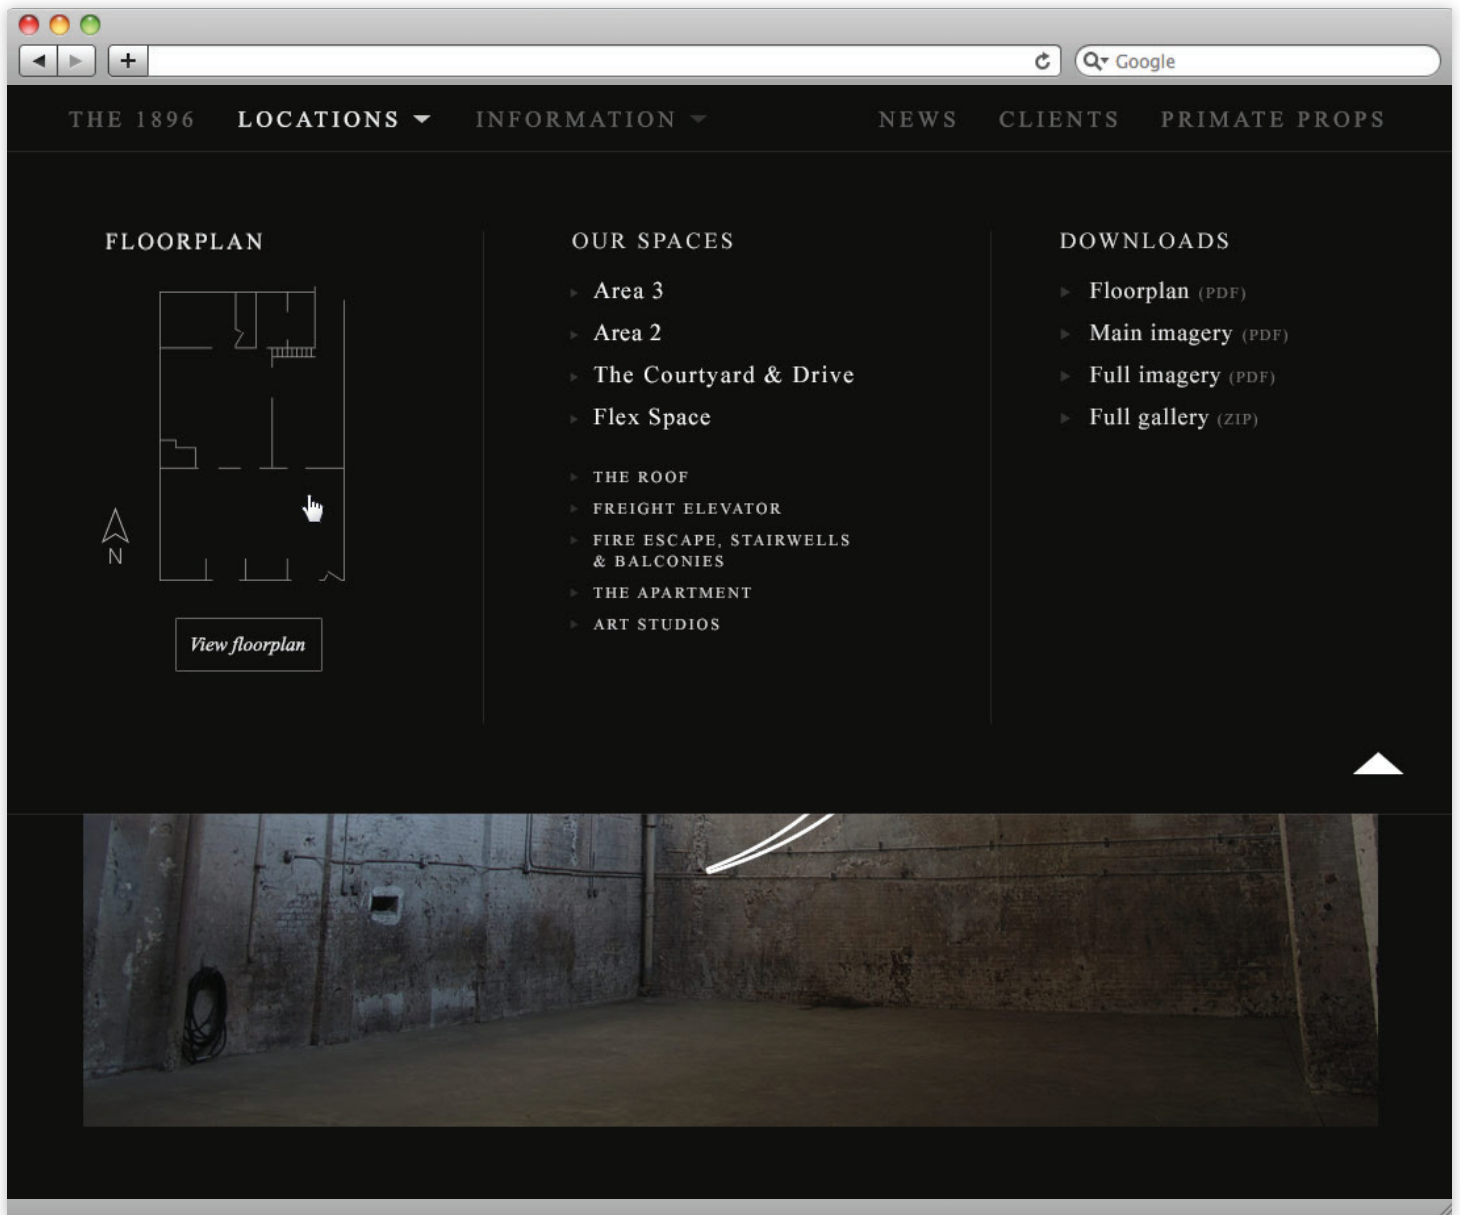 Google
THE 1896 LOCATIONS INFORMATION NEWS CLIENTS PRIMATE PROPS
FLOORPLAN
N
View floorplan
OUR SPACES
Area 3
Area 2
The Courtyard & Drive
Flex Space
THE ROOF
FREIGHT ELEVATOR
FIRE ESCAPE, STAIRWELLS
& BALCONIES
THE APARTMENT
ART STUDIOS
DOWNLOADS
Floorplan (PDF)
Main imagery (PDF)
Full imagery (PDF)
Full gallery (ZIP)